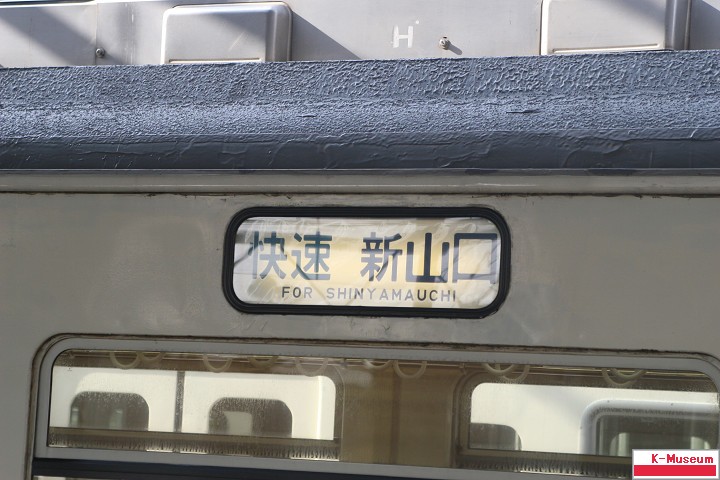 H
快速 新山口
FOR SHINYAMAUCHI
K-Museum